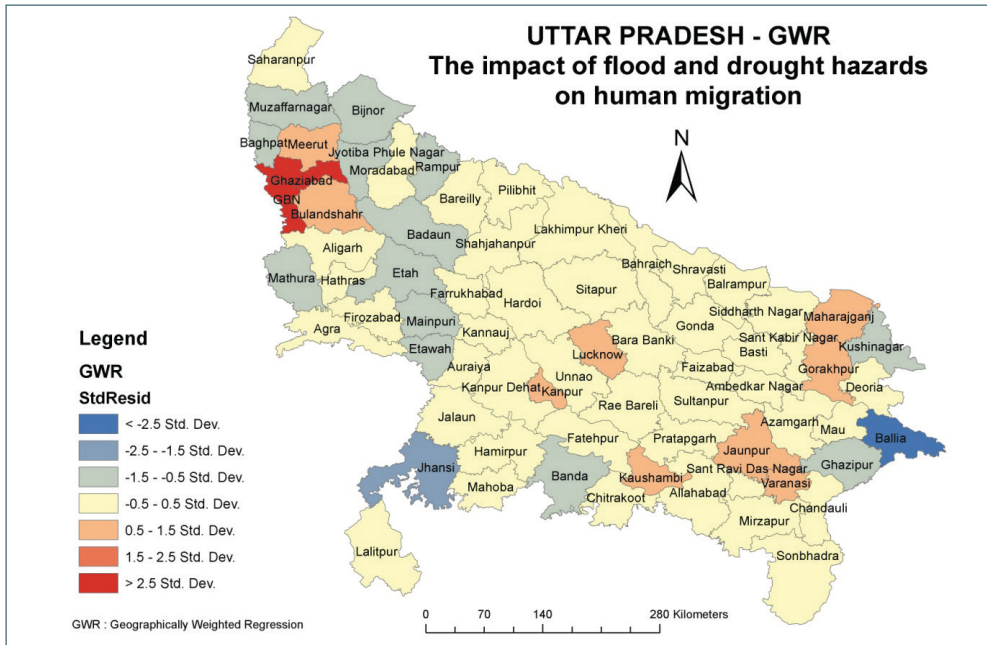 UTTAR PRADESH - GWR
The impact of flood and drought hazards
on human migration
N
Saharanpur
Muzaffarnagar
Bijnor
Baghpat
Meerut
Jyotiba Phule Nagar
Moradabad
Rampur
Ghaziabad
GBN
Bulandshahr
Bareilly
Pilibhit
Badaun
Shahjahanpur
Lakhimpur Kheri
Aligarh
Mathura
Hathras
Etah
Bahraich
Shravasti
Balrampur
Farrukhabad
Hardoi
Sitapur
Siddharth Nagar
Maharajganj
Agra
Firozabad
Mainpuri
Kannauj
Gonda
Sant Kabir Nagar
Kushinagar
Etawah
Lucknow
Bara Banki
Basti
Auraiya
Unnao
Faizabad
Gorakhpur
Kanpur Dehat
Kanpur
Ambedkar Nagar
Deoria
Rae Bareli
Sultanpur
Jalaun
Azamgarh
Mau
Ballia
Hamirpur
Fatehpur
Pratapgarh
Jaunpur
Ghazipur
Jhansi
Banda
Kaushambi
Sant Ravi Das Nagar
Varanasi
Mahoba
Chitrakoot
Allahabad
Chandauli
Mirzapur
Lalitpur
Sonbhadra
Legend
GWR
StdResid
< -2.5 Std. Dev.
-2.5 - -1.5 Std. Dev.
-1.5 - -0.5 Std. Dev.
-0.5 - 0.5 Std. Dev.
0.5 - 1.5 Std. Dev.
1.5 - 2.5 Std. Dev.
> 2.5 Std. Dev.
GWR : Geographically Weighted Regression
0 70 140 280 Kilometers